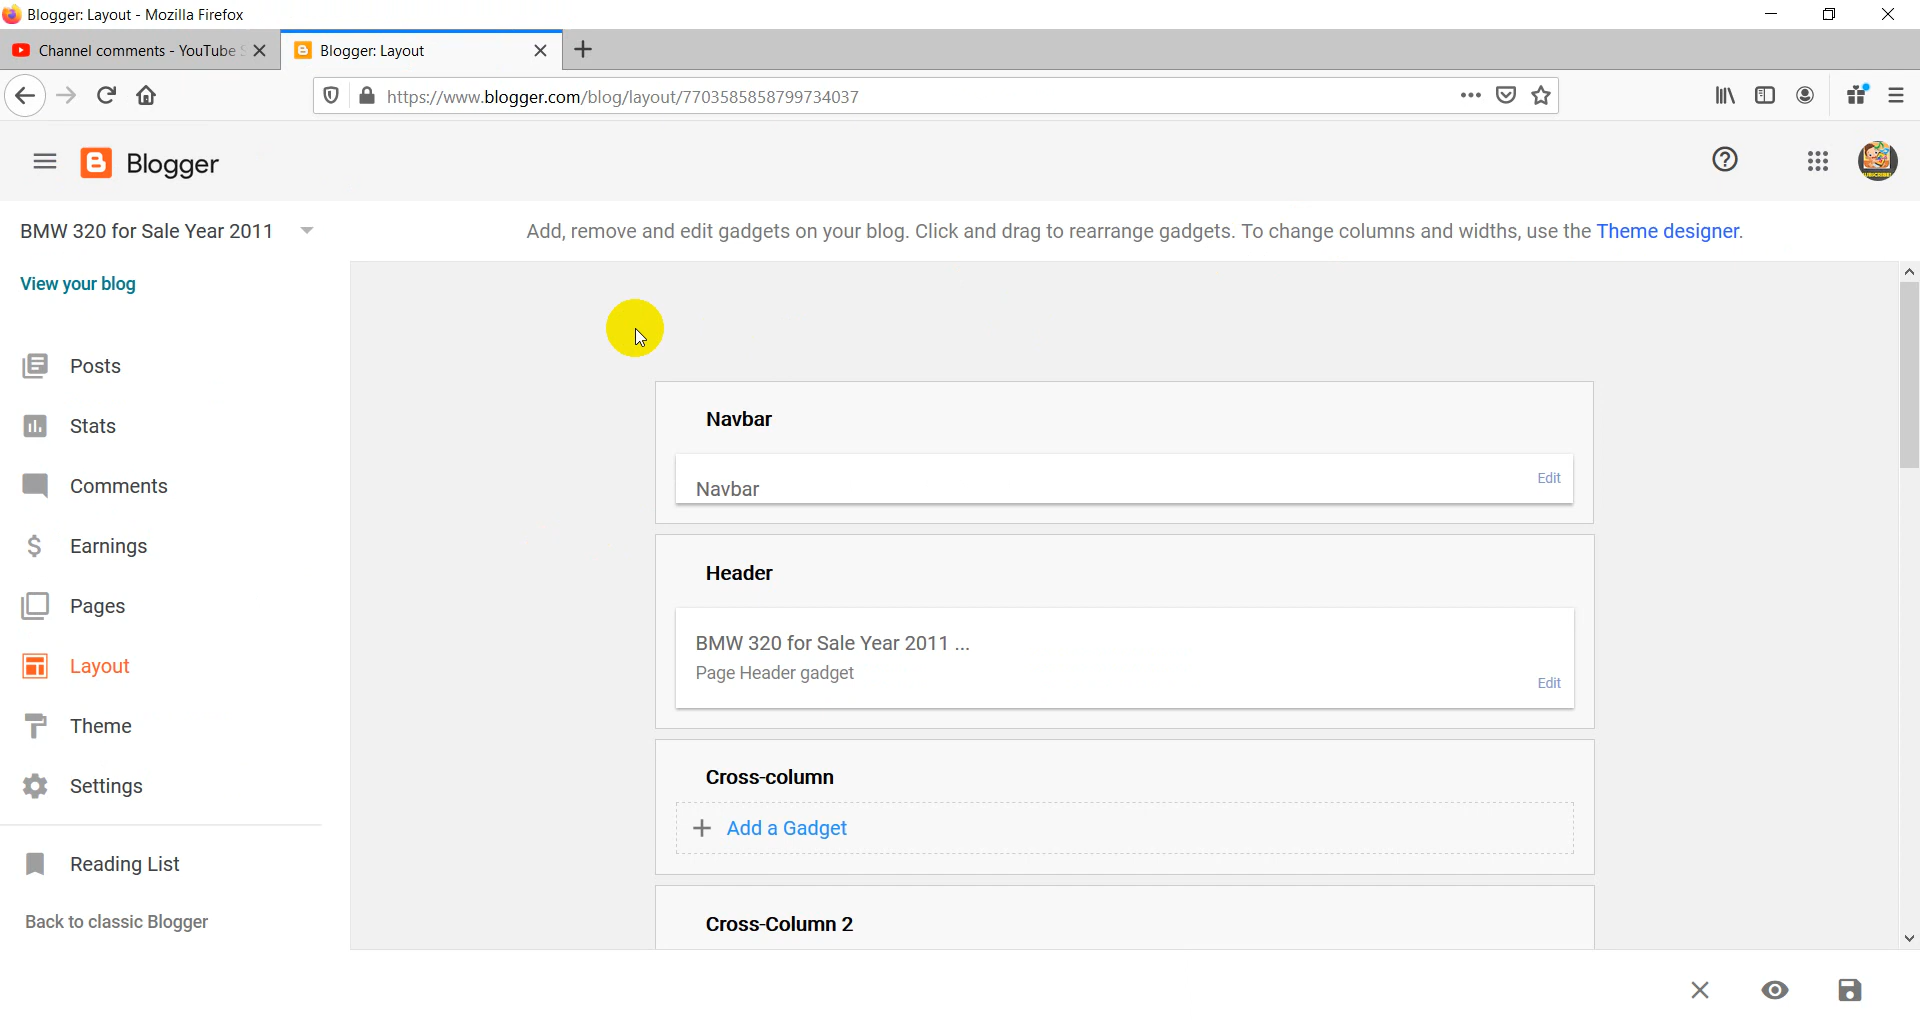 Blogger: Layout - Mozilla Firefox
Channel comments - YouTube S
Blogger: Layout
https://www.blogger.com/blog/layout/7703585858799734037
Blogger
BMW 320 for Sale Year 2011
Add, remove and edit gadgets on your blog. Click and drag to rearrange gadgets. To change columns and widths, use the Theme designer.
View your blog
Posts
Stats
Comments
Earnings
Pages
Layout
Theme
Settings
Reading List
Back to classic Blogger
Navbar
Navbar
Edit
Header
BMW 320 for Sale Year 2011 ...
Page Header gadget
Edit
Cross-column
+ Add a Gadget
Cross-Column 2